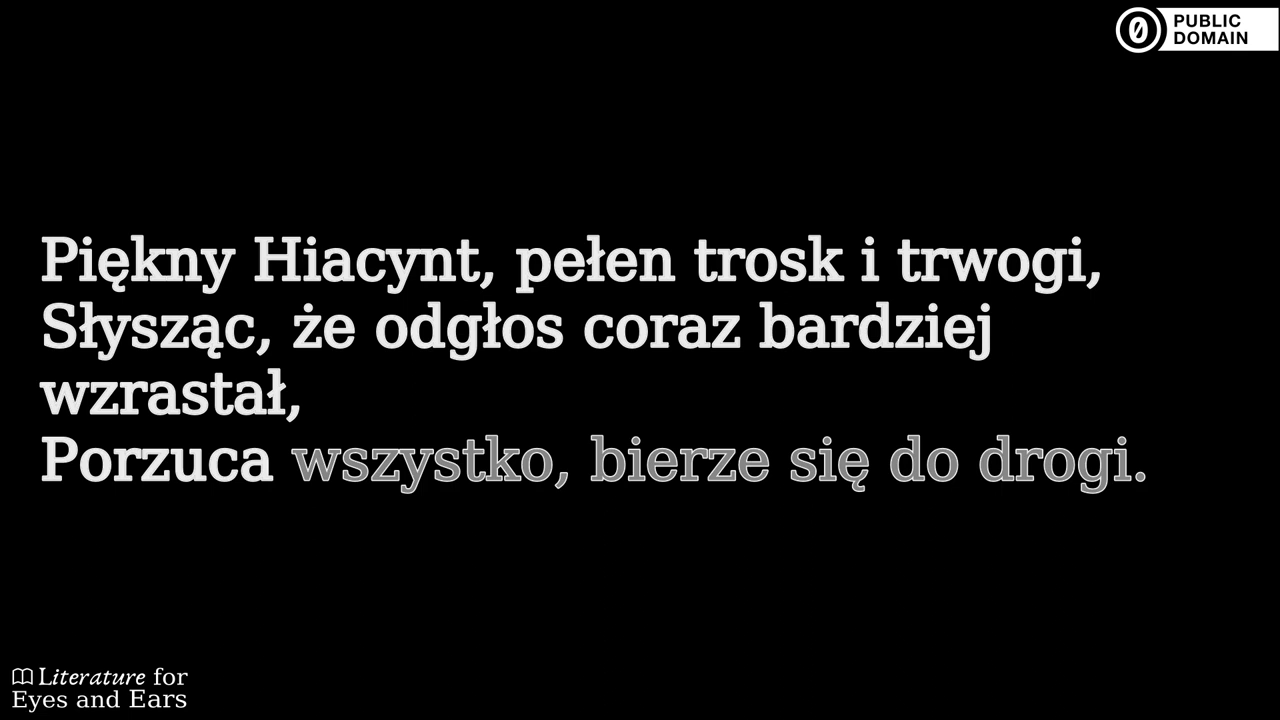 PUBLIC
DOMAIN
Piękny Hiacynt, pełen trosk i trwogi,
Słysząc, że odgłos coraz bardziej
wzrastał,
Porzuca wszystko, bierze się do drogi.
Literature for
Eyes and Ears